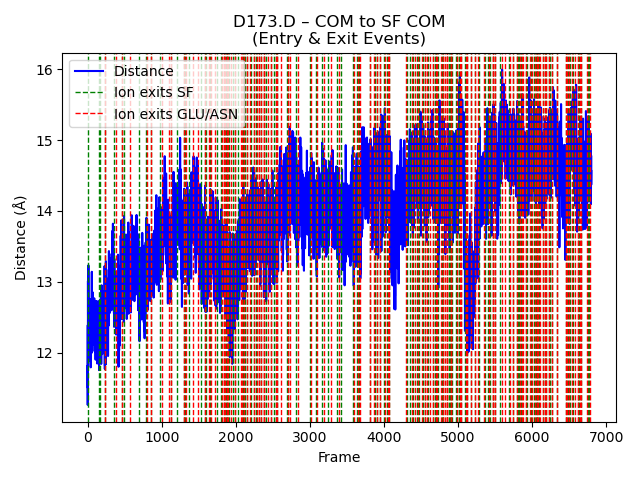 D173.D – COM to SF COM
(Entry & Exit Events)
Distance
Ion exits SF
Ion exits GLU/ASN
16
15
14
13
12
Distance (Å)
0
1000
2000
3000
4000
5000
6000
7000
Frame